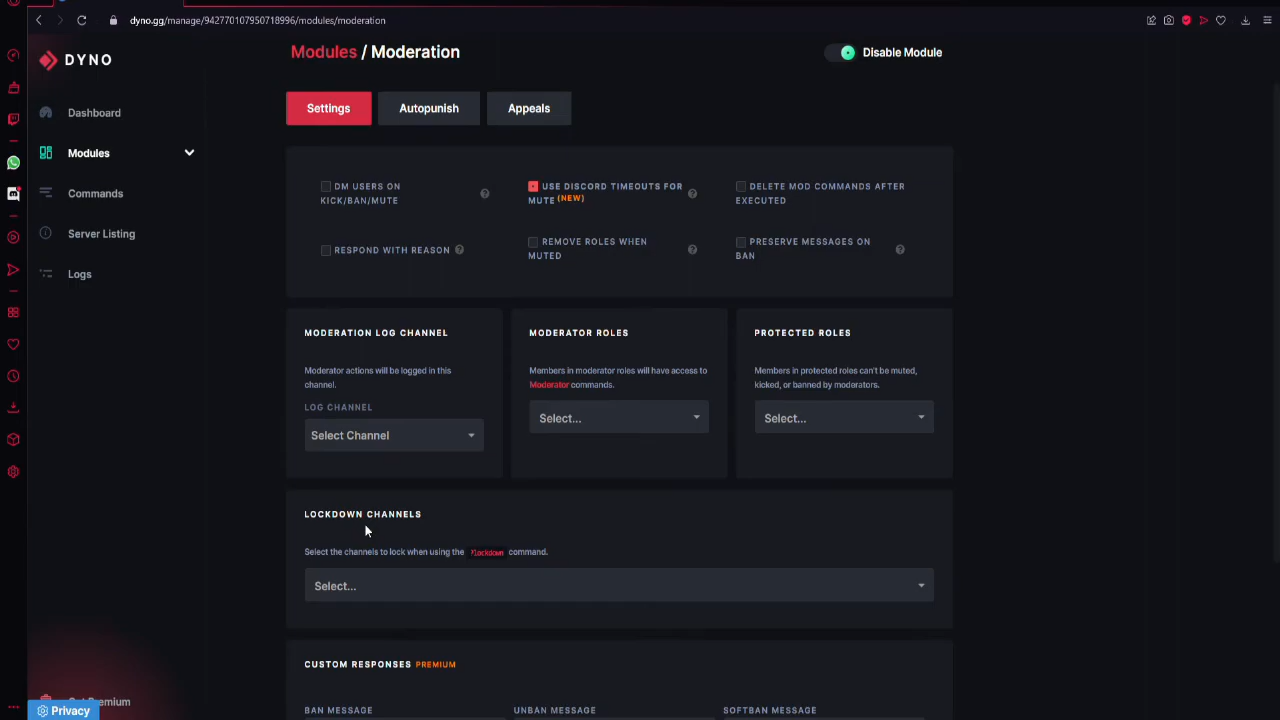 dyno.gg/manage/942770107950718996/modules/moderation
DYNO
Modules / Moderation
Disable Module
Dashboard
Modules
Commands
Server Listing
Logs
Settings
Autopunish
Appeals
DM USERS ON
KICK/BAN/MUTE
USE DISCORD TIMEOUTS FOR
MUTE (NEW)
DELETE MOD COMMANDS AFTER
EXECUTED
RESPOND WITH REASON
REMOVE ROLES WHEN
MUTED
PRESERVE MESSAGES ON
BAN
MODERATION LOG CHANNEL
Moderator actions will be logged in this
channel.
LOG CHANNEL
Select Channel
MODERATOR ROLES
Members in moderator roles will have access to
Moderator commands.
Select...
PROTECTED ROLES
Members in protected roles can't be muted,
kicked, or banned by moderators.
Select...
LOCKDOWN CHANNELS
Select the channels to lock when using the ?lockdown command.
Select...
CUSTOM RESPONSES PREMIUM
BAN MESSAGE
UNBAN MESSAGE
SOFTBAN MESSAGE
Premium
Privacy